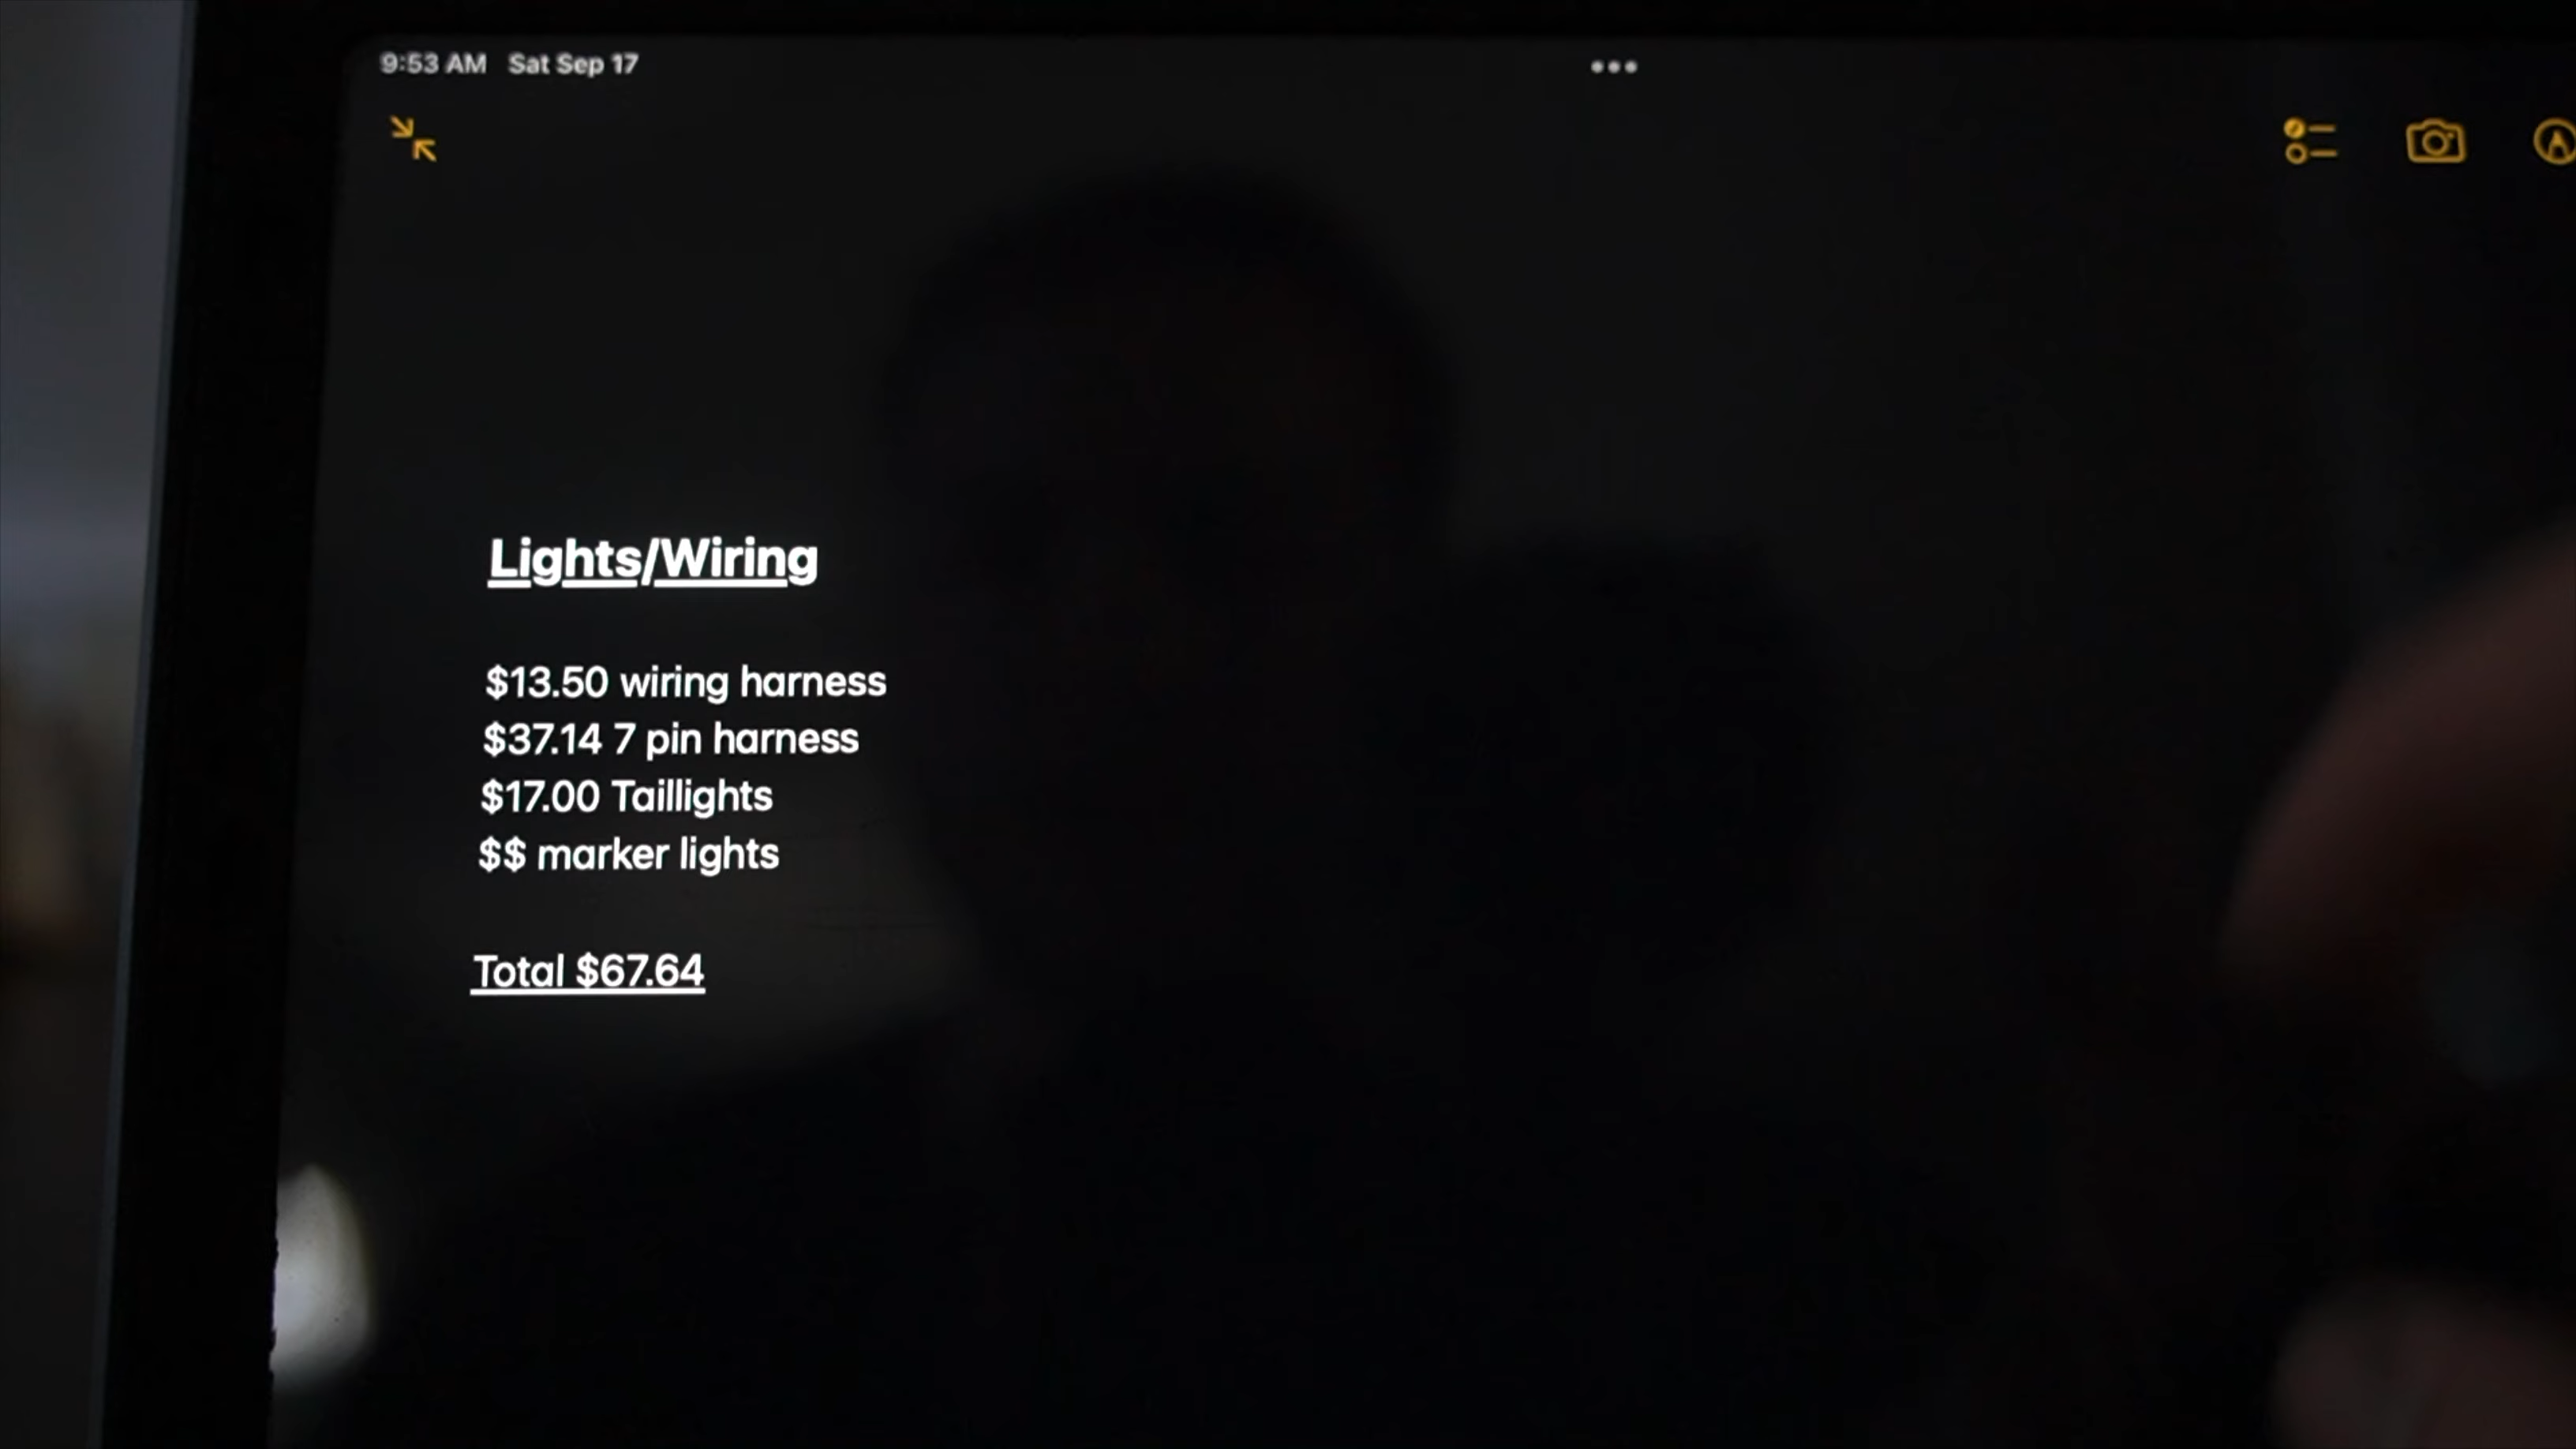 9:53 AM Sat Sep 17
Lights/Wiring
$13.50 wiring harness
$37.14 7 pin harness
$17.00 Taillights
$$ marker lights
Total $67.64